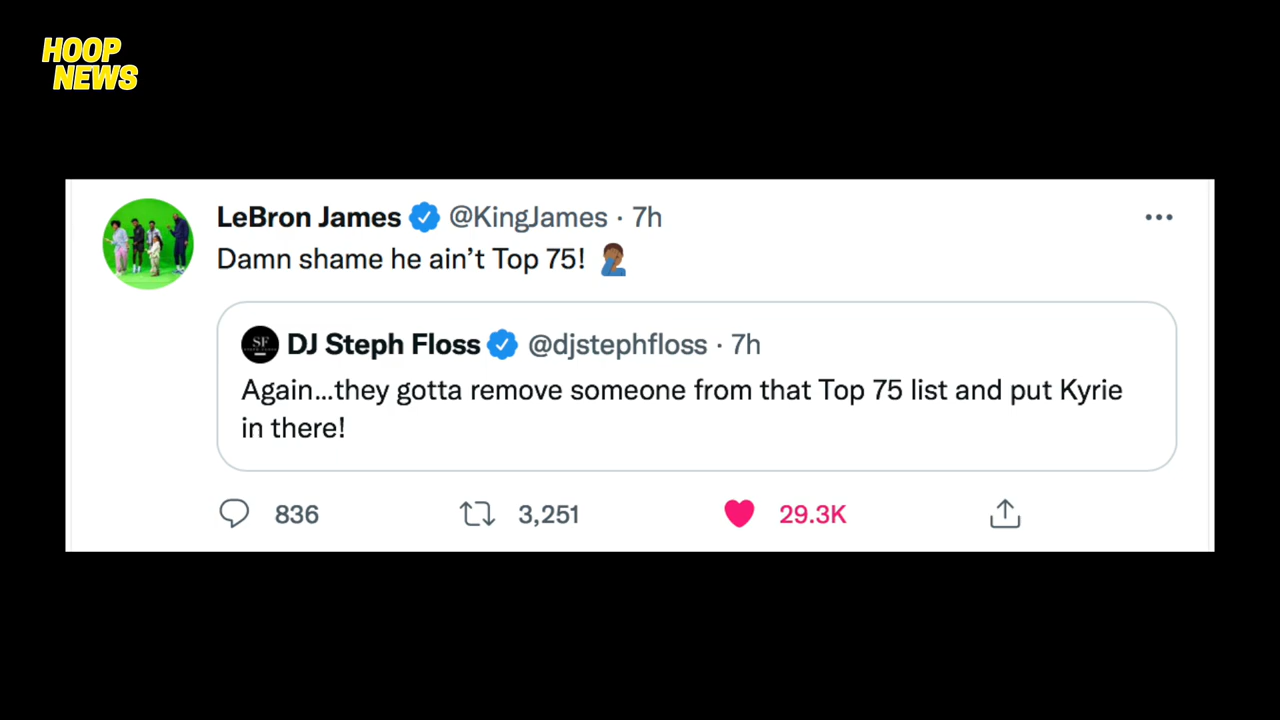 HOOP
NEWS
LeBron James @KingJames · 7h
Damn shame he ain’t Top 75! 🤦🏾‍♂️
SF
DJ Steph Floss @djstephfloss · 7h
Again...they gotta remove someone from that Top 75 list and put Kyrie
in there!
836 3,251 29.3K